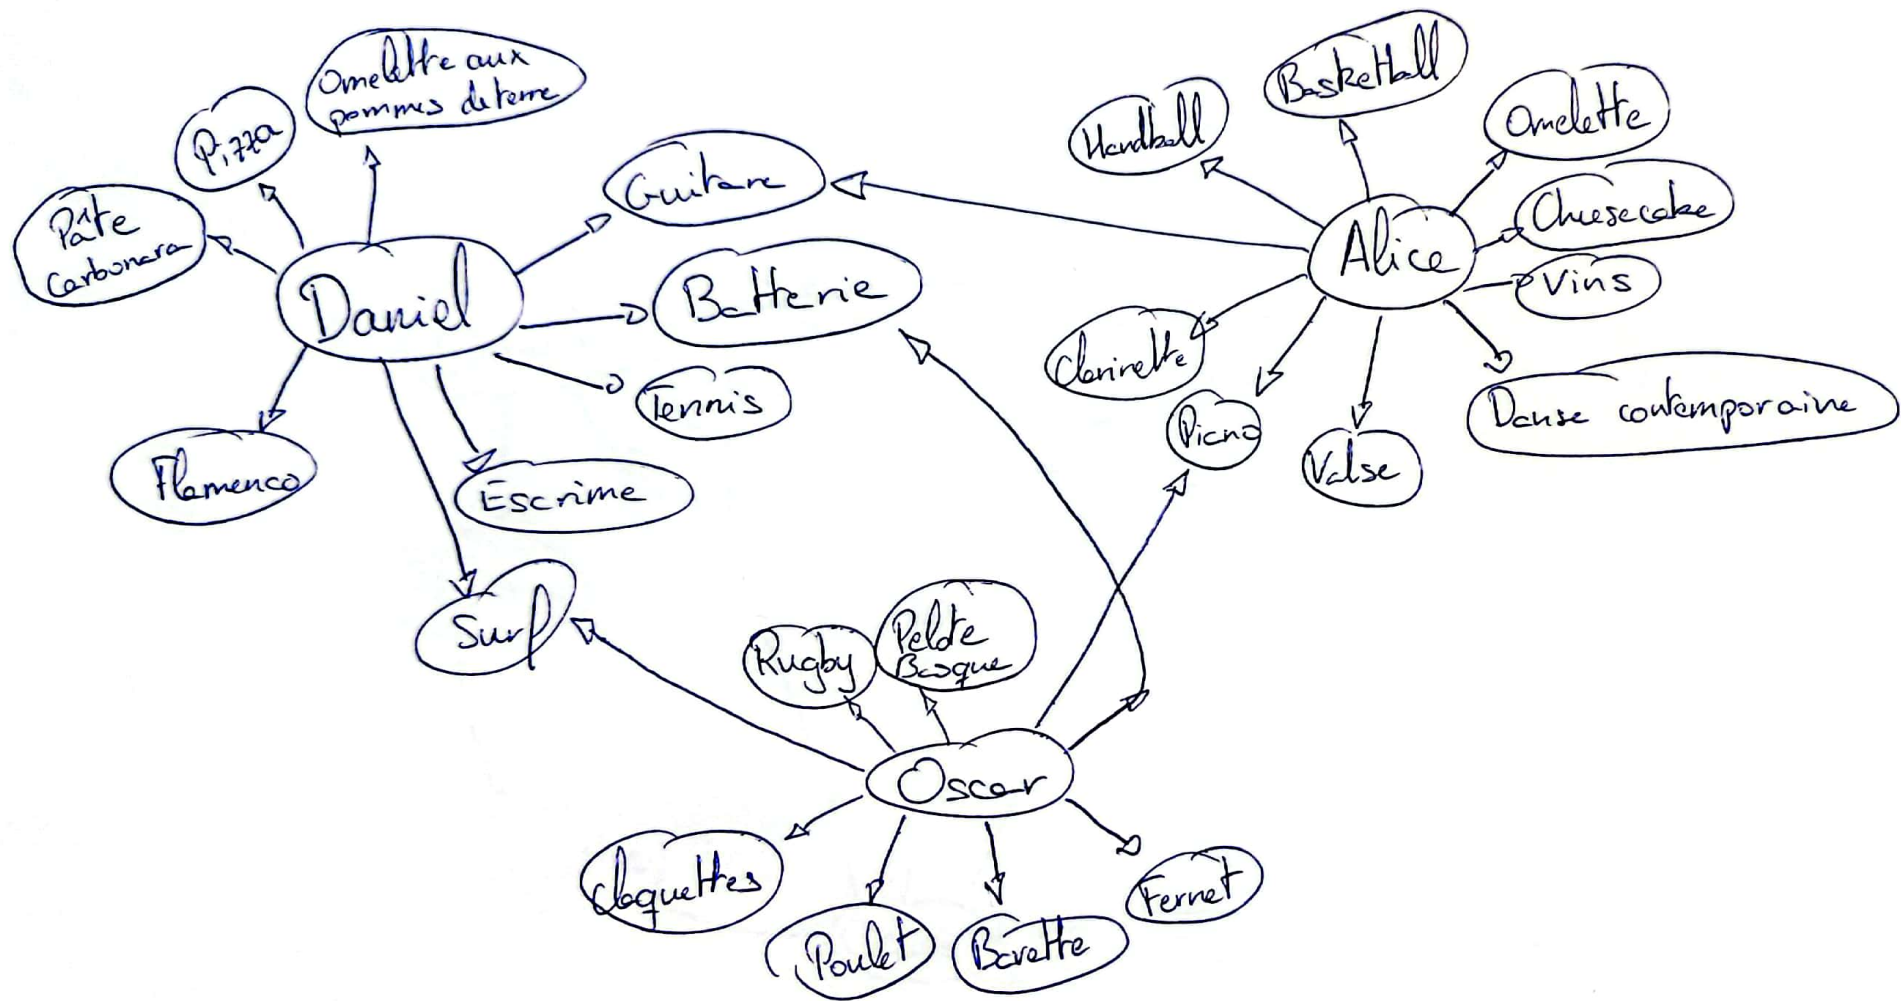 Omelette aux
pommes de terre
Pizza
Pâte
Carbonara
Guitare
Batterie
Daniel
Tennis
Flamenco
Escrime
Surf
Basketball
Handball
Omelette
Cheesecake
Alice
Vins
Clarinette
Piano
Valse
Danse contemporaine
Rugby
Pelote
Basque
Oscar
Claquettes
Poulet
Bavette
Fernet